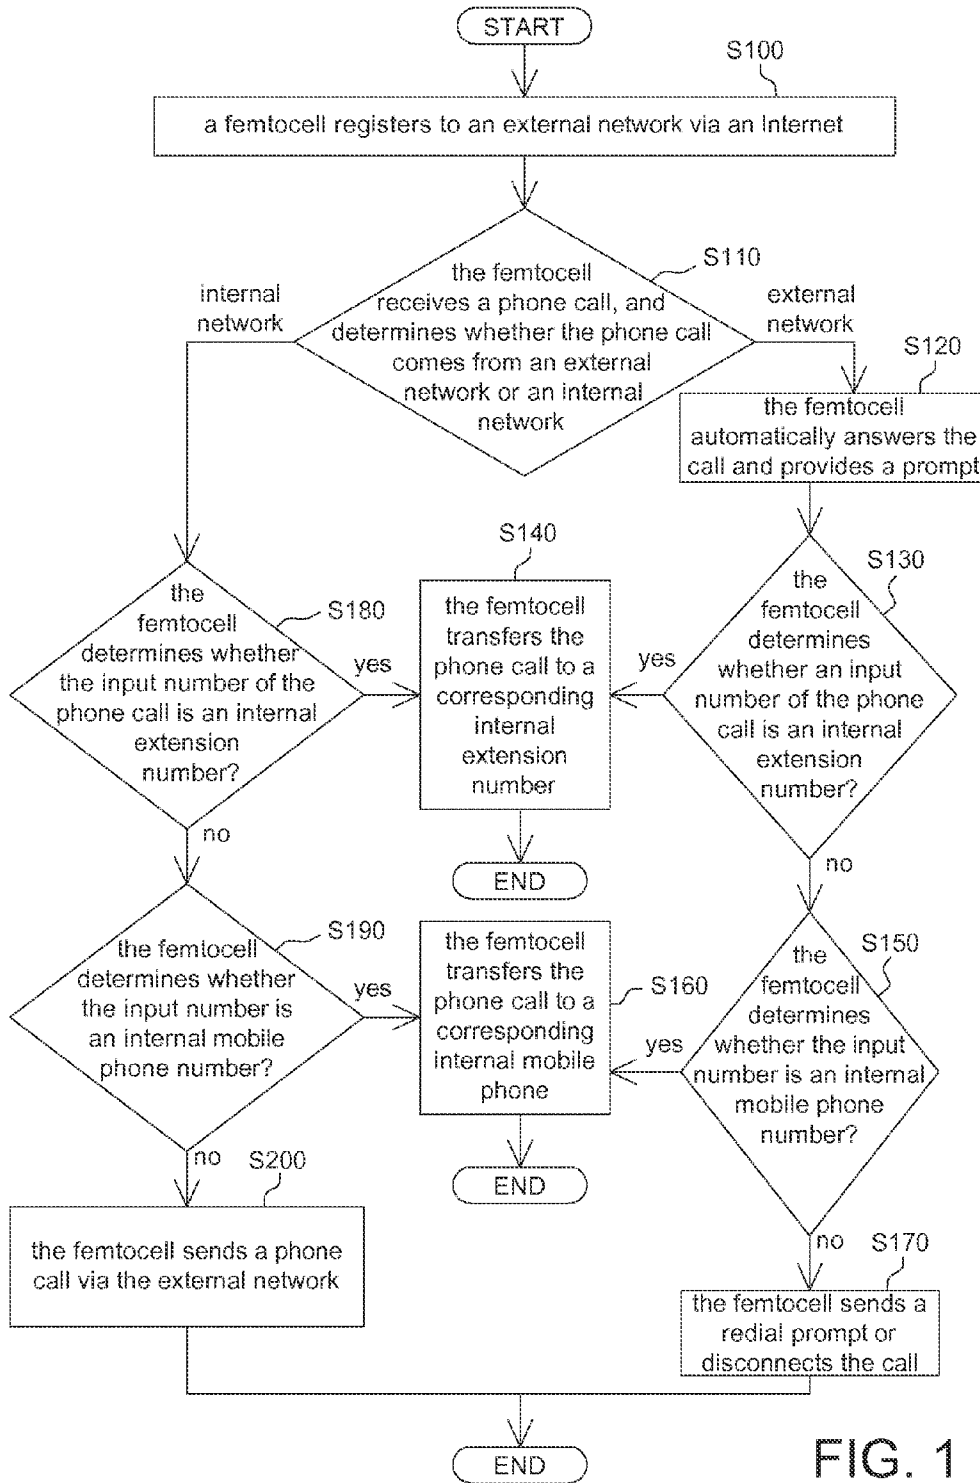 START
S100
a femtocell registers to an external network via an Internet
S110
the femtocell
receives a phone call, and
determines whether the phone call
comes from an external
network or an internal
network
internal
network
external
network
S120
the femtocell
automatically answers the
call and provides a prompt
S130
the
femtocell
determines
whether an input
number of the phone
call is an internal
extension
number?
yes
no
S140
the femtocell
transfers the
phone call to a
corresponding
internal
extension
number
END
S180
the
femtocell
determines whether
the input number of the
phone call is an internal
extension
number?
yes
no
S190
the femtocell
determines whether
the input number is
an internal mobile
phone number?
yes
no
S160
the femtocell
transfers the
phone call to a
corresponding
internal mobile
phone
END
S150
the
femtocell
determines
whether the input
number is an internal
mobile phone
number?
yes
no
S200
the femtocell sends a phone
call via the external network
S170
the femtocell sends a
redial prompt or
disconnects the call
END
FIG. 1